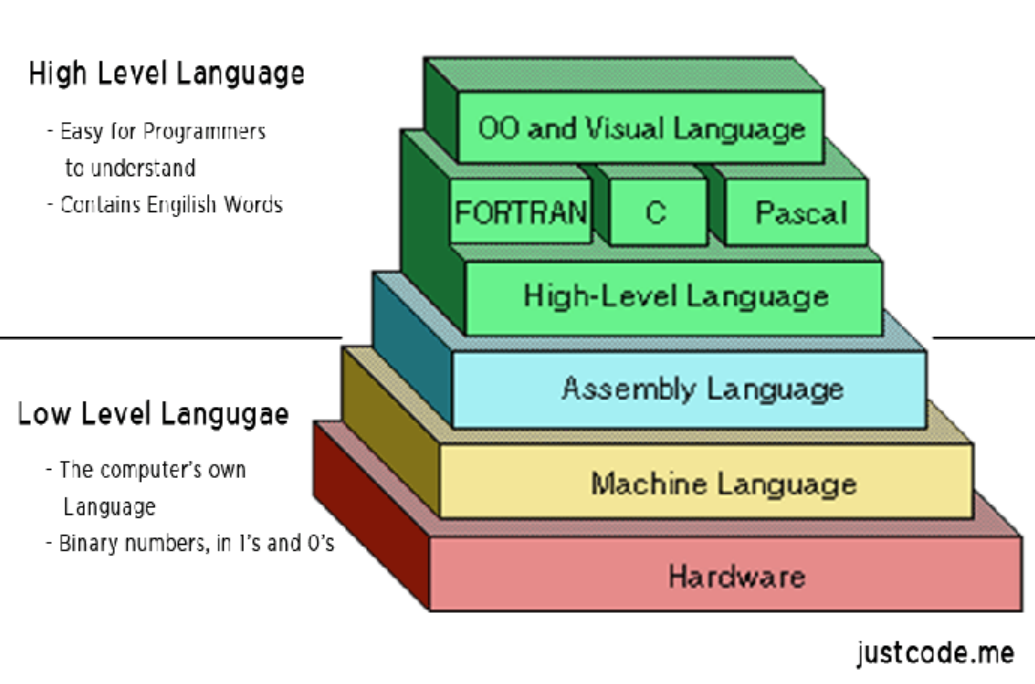 High Level Language
- Easy for Programmers
to understand
- Contains Engilish Words
OO and Visual Language
FORTRAN
C
Pascal
High-Level Language
Assembly Language
Low Level Langugae
- The computer's own
Language
- Binary numbers, in 1's and 0's
Machine Language
Hardware
justcode.me